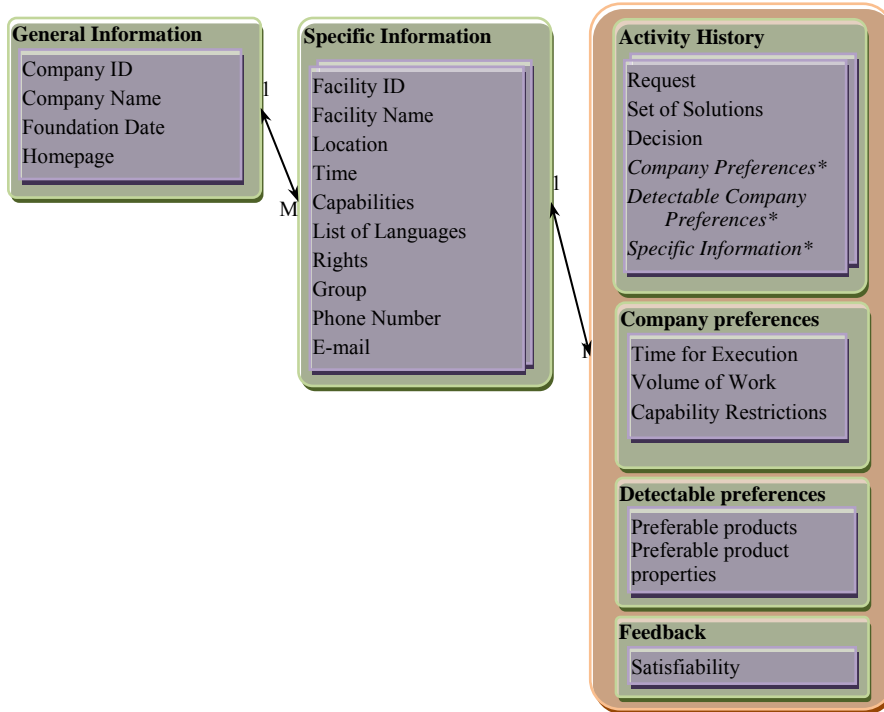 General Information
Company ID
Company Name
Foundation Date
Homepage
1
M
Specific Information
Facility ID
Facility Name
Location
Time
Capabilities
List of Languages
Rights
Group
Phone Number
E-mail
1
Activity History
Request
Set of Solutions
Decision
Company Preferences*
Detectable Company
Preferences*
Specific Information*
Company preferences
Time for Execution
Volume of Work
Capability Restrictions
Detectable preferences
Preferable products
Preferable product
properties
Feedback
Satisfiability